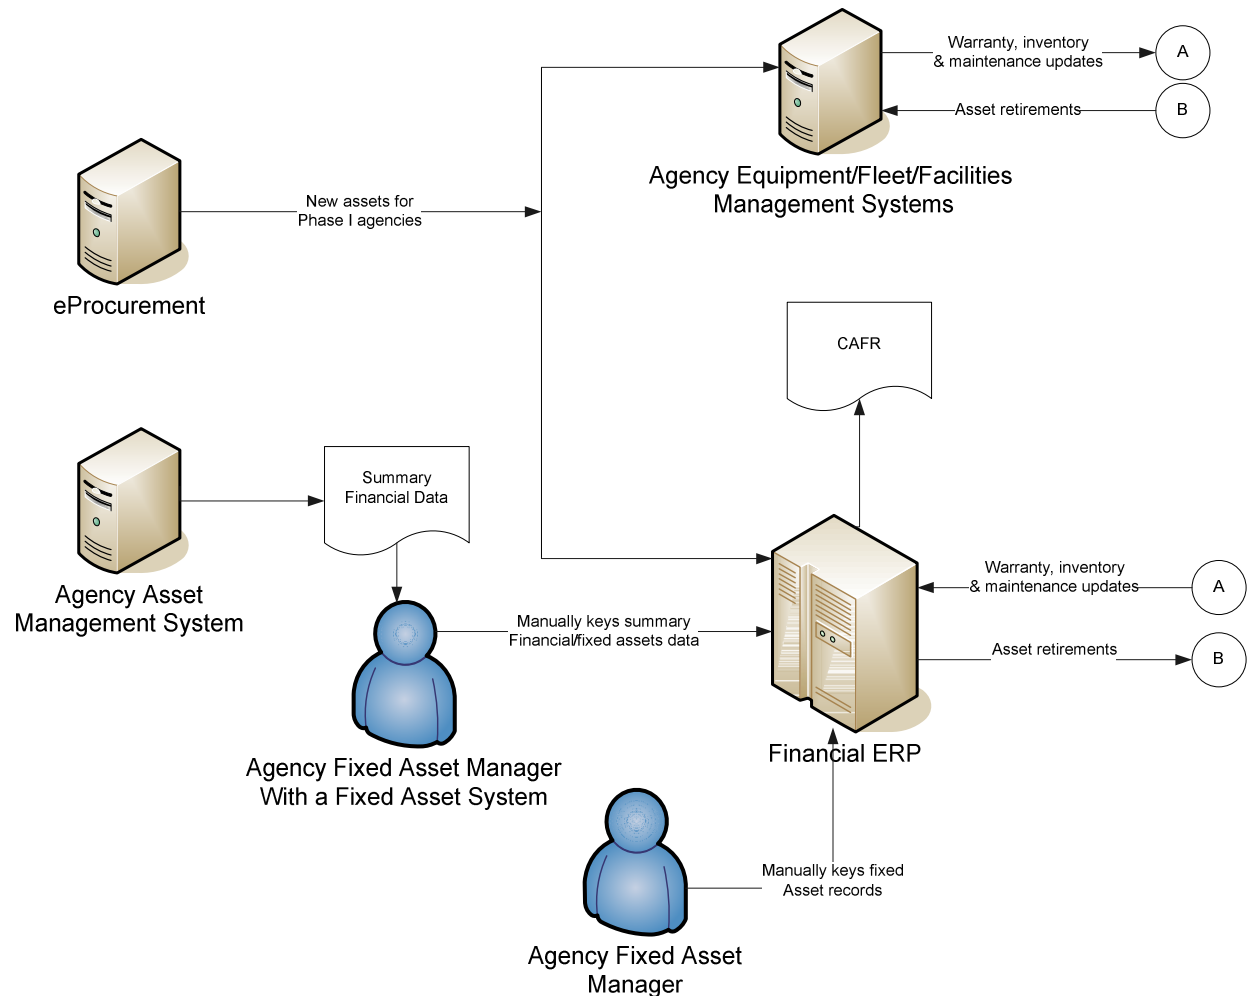 Warranty, inventory
& maintenance updates
A
Asset retirements
B
Agency Equipment/Fleet/Facilities
Management Systems
New assets for
Phase I agencies
eProcurement
CAFR
Summary
Financial Data
Agency Asset
Management System
Manually keys summary
Financial/fixed assets data
Warranty, inventory
& maintenance updates
A
Asset retirements
B
Financial ERP
Agency Fixed Asset Manager
With a Fixed Asset System
Manually keys fixed
Asset records
Agency Fixed Asset
Manager